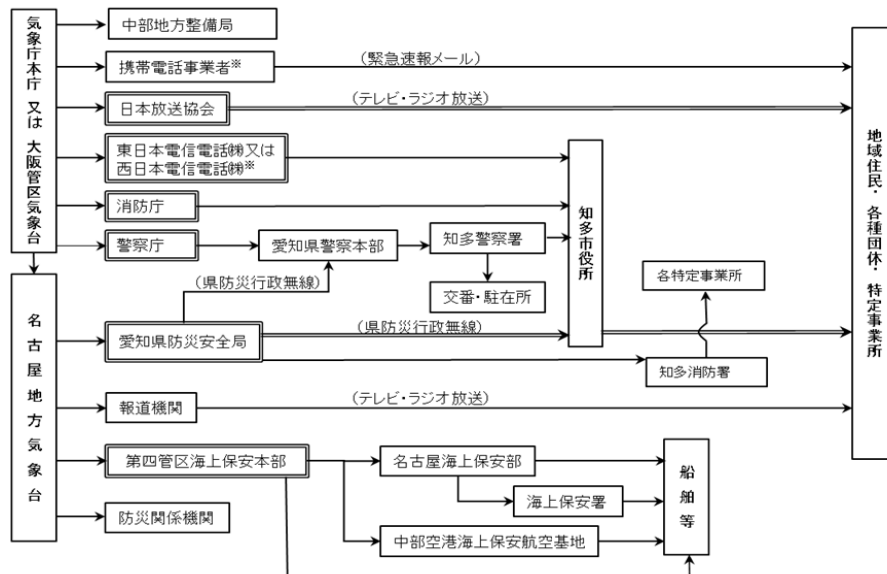 気象庁本庁 又は 大阪管区気象台
中部地方整備局
携帯電話事業者※
（緊急速報メール）
日本放送協会
（テレビ・ラジオ放送）
東日本電信電話㈱又は
西日本電信電話㈱※
消防庁
警察庁
愛知県警察本部
知多警察署
交番・駐在所
知多市役所
地域住民・各種団体・特定事業所
名古屋地方気象台
（県防災行政無線）
愛知県防災安全局
（県防災行政無線）
各特定事業所
知多消防署
報道機関
（テレビ・ラジオ放送）
第四管区海上保安本部
名古屋海上保安部
海上保安署
中部空港海上保安航空基地
船舶等
防災関係機関